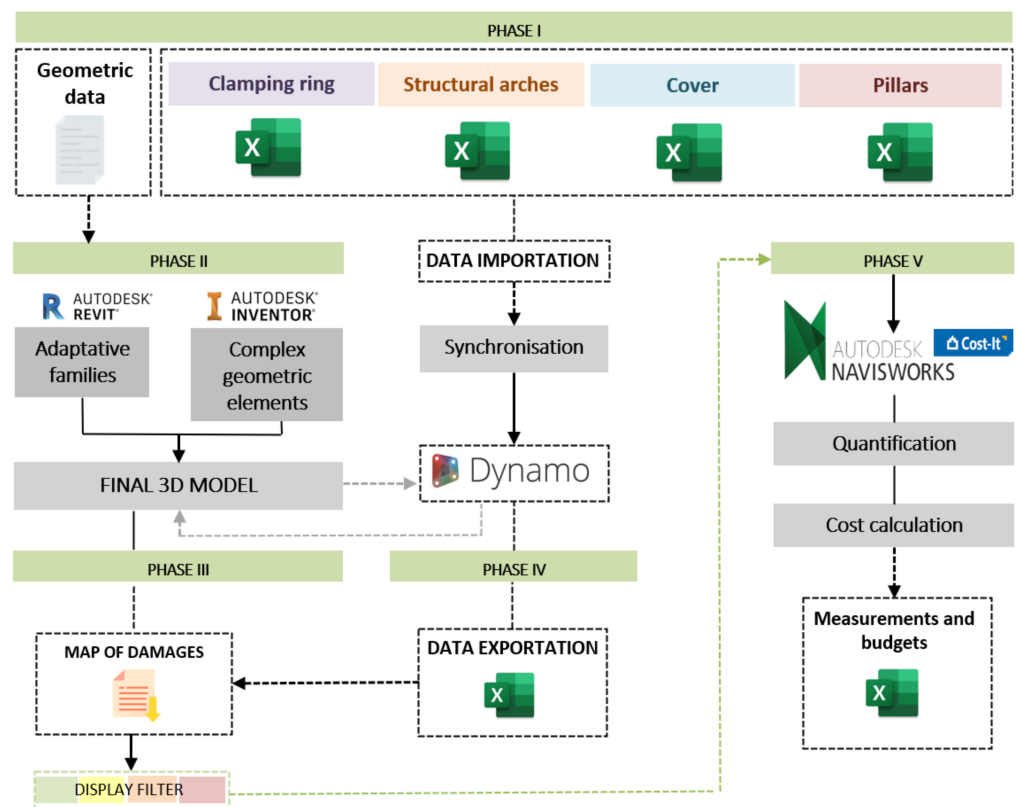 PHASE I
Geometric
data
Clamping ring
Structural arches
Cover
Pillars
X
X
X
X
PHASE II
AUTODESK®
REVIT®
AUTODESK®
INVENTOR®
Adaptative
families
Complex
geometric
elements
FINAL 3D MODEL
DATA IMPORTATION
Synchronisation
Dynamo
PHASE III
MAP OF DAMAGES
DISPLAY FILTER
PHASE IV
DATA EXPORTATION
X
PHASE V
AUTODESK
NAVISWORKS
Cost-It
Quantification
Cost calculation
Measurements and
budgets
X